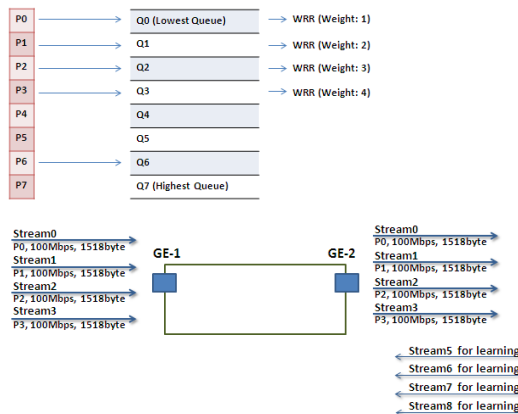 P0 Q0 (Lowest Queue) WRR (Weight: 1)
P1 Q1 WRR (Weight: 2)
P2 Q2 WRR (Weight: 3)
P3 Q3 WRR (Weight: 4)
P4 Q4
P5 Q5
P6 Q6
P7 Q7 (Highest Queue)
Stream0
P0, 100Mbps, 1518byte
Stream1
P1, 100Mbps, 1518byte
Stream2
P2, 100Mbps, 1518byte
Stream3
P3, 100Mbps, 1518byte
GE-1
GE-2
Stream0
P0, 100Mbps, 1518byte
Stream1
P1, 100Mbps, 1518byte
Stream2
P2, 100Mbps, 1518byte
Stream3
P3, 100Mbps, 1518byte
Stream5 for learning
Stream6 for learning
Stream7 for learning
Stream8 for learning